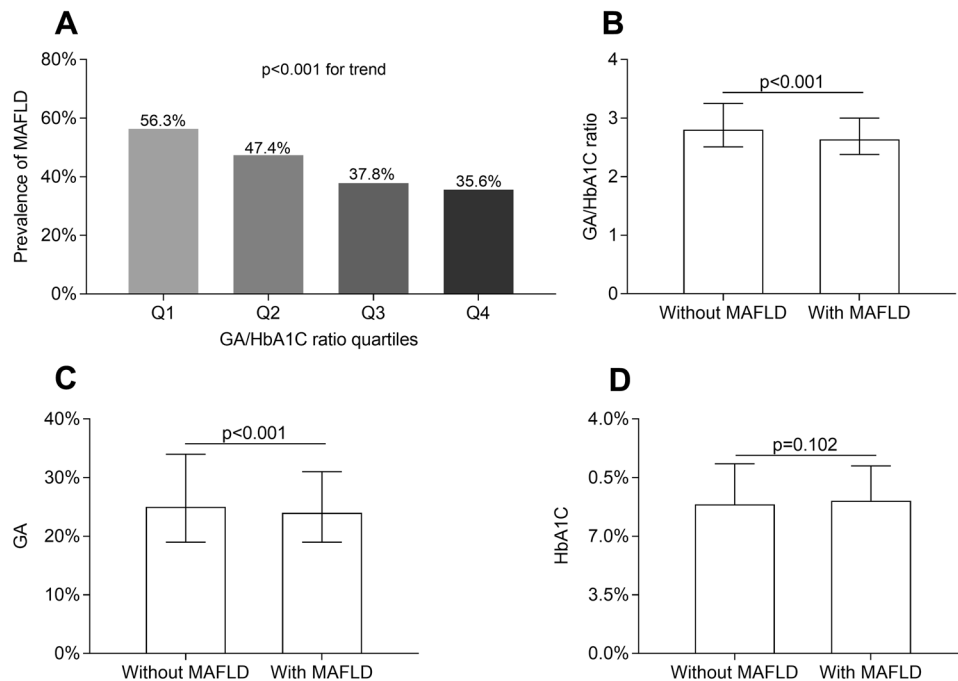 A
80%
60%
40%
20%
0%
Prevalence of MAFLD
p<0.001 for trend
56.3%
47.4%
37.8%
35.6%
Q1 Q2 Q3 Q4
GA/HbA1C ratio quartiles
B
4
3
2
1
0
GA/HbA1C ratio
p<0.001
Without MAFLD With MAFLD
C
40%
30%
20%
10%
0%
GA
p<0.001
Without MAFLD With MAFLD
D
4.0%
0.5%
7.0%
3.5%
0.0%
HbA1C
p=0.102
Without MAFLD With MAFLD